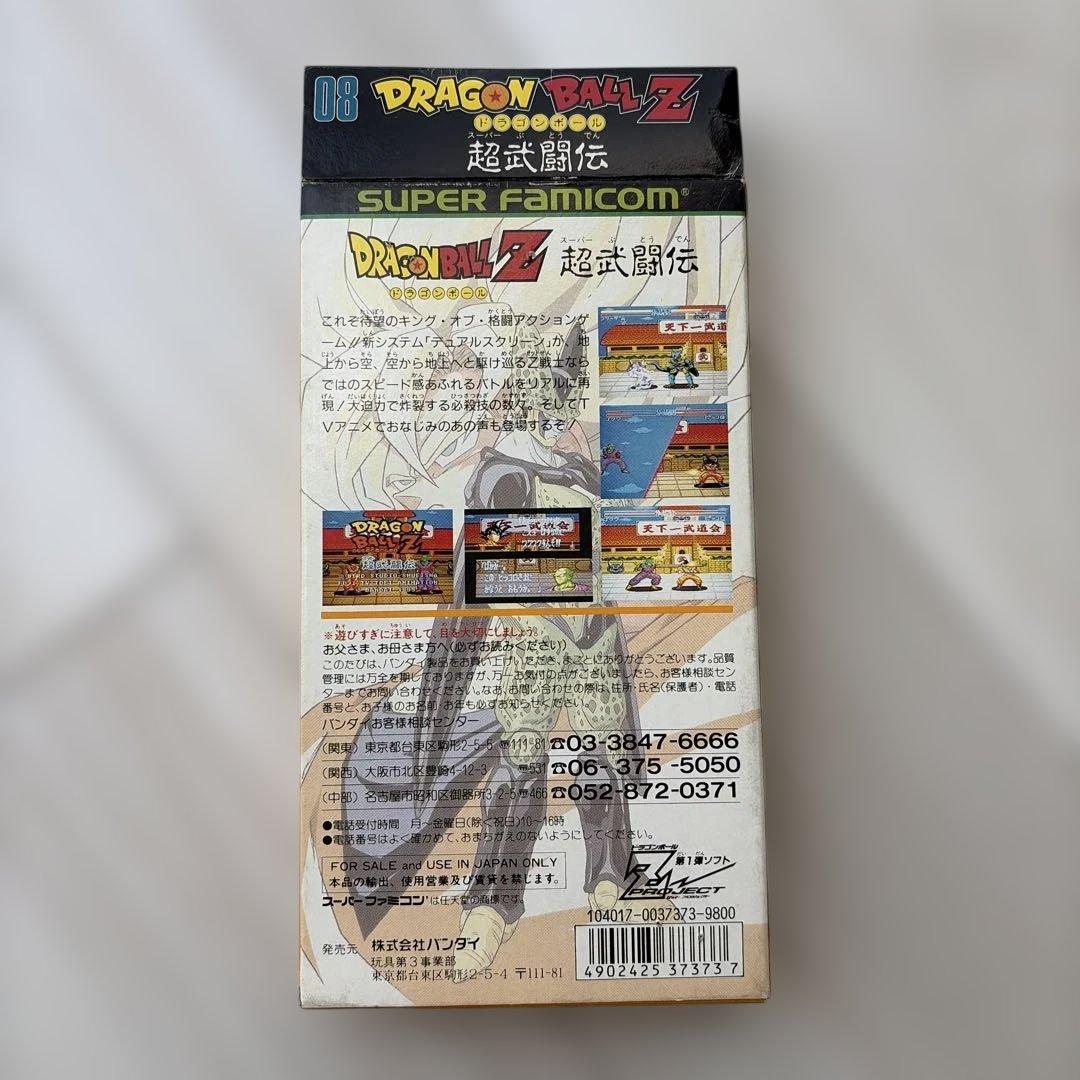 08 DRAGON BALL Z
ドラゴンボール
スーパー ぶ とう でん
超武闘伝
SUPER FAMICOM®
DRAGON BALL Z
ドラゴンボール
スーパー ぶ とう でん
超武闘伝
これぞ待望のキング・オブ・格闘アクションゲ
ーム!/新システム「デュアルスクリーン」が、地
上から空、空から地上へと駆け巡るZ戦士なら
ではのスピード感あふれるバトルをリアルに再
現!大迫力で炸裂する必殺技の数々。そしてT
Vアニメでおなじみのあの声も登場するぞ!
天下一武道会
DRAGON
BALL Z
超武闘伝
天下一武道会
天下一武道会
※遊びすぎに注意して、目を大切にしましょう。
お父さま、お母さま方へ(必ずお読みください)
このたびは、バンダイ製品をお買い上げいただき、まことにありがとうございます。品質
管理には万全を期しておりますが、万一お気付の点がございましたら、お客様相談セン
ターまでお問い合わせください。なお、お問い合わせの際は、住所・氏名(保護者)・電話
番号と、お子様のお名前・お年も必ずお知らせください。
バンダイお客様相談センター
(関東) 東京都台東区駒形2-5-5 〒111-81 ☎03-3847-6666
(関西) 大阪市北区豊崎4-12-3 〒531 ☎06-375-5050
(中部) 名古屋市昭和区御器所3-2-5 〒466 ☎052-872-0371
●電話受付時間 月〜金曜日(除く祝日)10〜16時
●電話番号はよく確かめて、おまちがえのないようにしてください。
FOR SALE and USE IN JAPAN ONLY
本品の輸出、使用営業及び賃貸を禁じます。
スーパーファミコンは任天堂の商標です。
ドラゴンボール
第1弾ソフト
PROJECT
104017-0037373-9800
4902425 373737
発売元 株式会社バンダイ
玩具第3事業部
東京都台東区駒形2-5-4 〒111-81